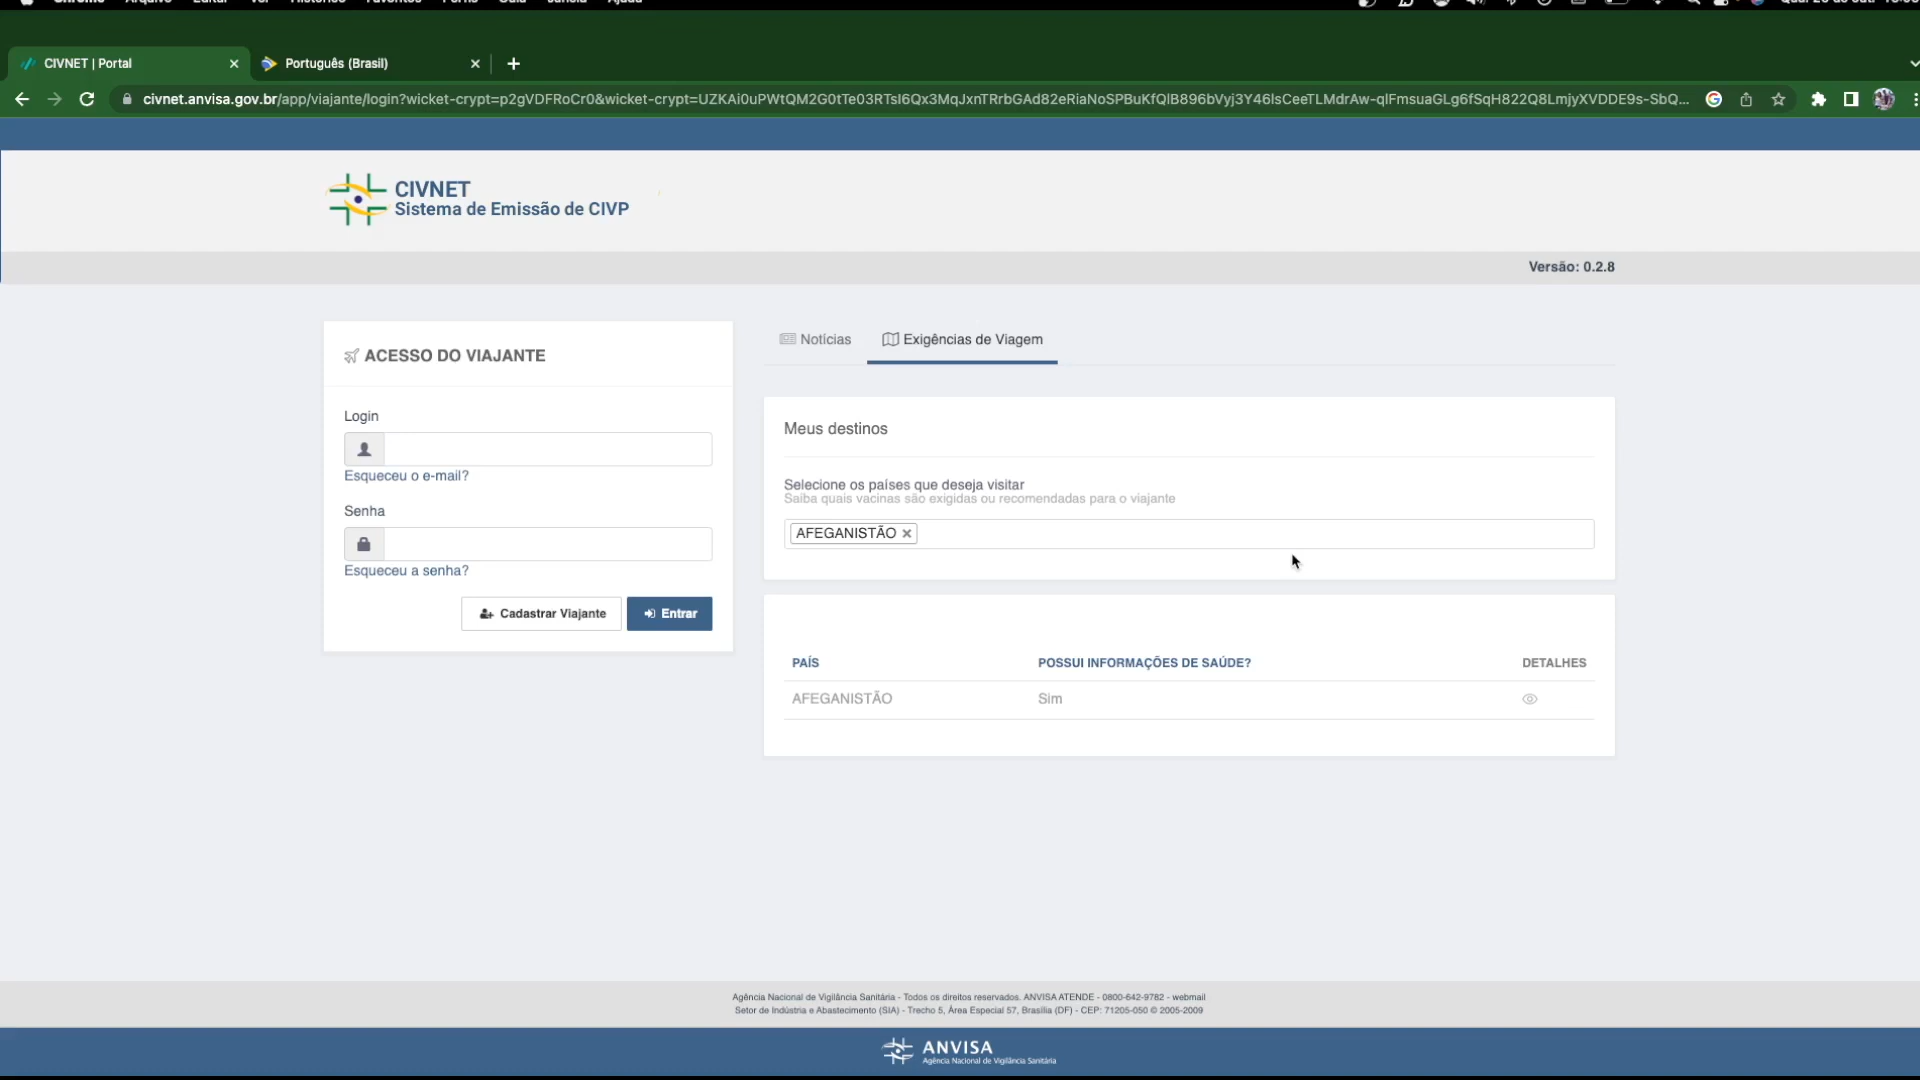 CIVNET | Portal
Português (Brasil)
civnet.anvisa.gov.br/app/viajante/login?wicket-crypt=p2gVDFRoCr0&wicket-crypt=UZKAi0uPWtQM2G0tTe03RTsI6Qx3MqJxnTRrbGAd82eRiaNoSPBuKfQlB896bVyj3Y46IsCeeTLMdrAw-qlFmsuaGLg6fSqH822Q8LmjyXVDDE9s-SbQ...
CIVNET
Sistema de Emissão de CIVP
Versão: 0.2.8
ACESSO DO VIAJANTE
Login
Esqueceu o e-mail?
Senha
Esqueceu a senha?
Cadastrar Viajante
Entrar
Notícias
Exigências de Viagem
Meus destinos
Selecione os países que deseja visitar
Saiba quais vacinas são exigidas ou recomendadas para o viajante
AFEGANISTÃO
PAÍS POSSUI INFORMAÇÕES DE SAÚDE? DETALHES
AFEGANISTÃO Sim
Agência Nacional de Vigilância Sanitária - Todos os direitos reservados. ANVISA ATENDE - 0800-642-9782 - webmail
Setor de Indústria e Abastecimento (SIA) - Trecho 5, Área Especial 57, Brasília (DF) - CEP: 71205-050 © 2005-2009
ANVISA
Agência Nacional de Vigilância Sanitária